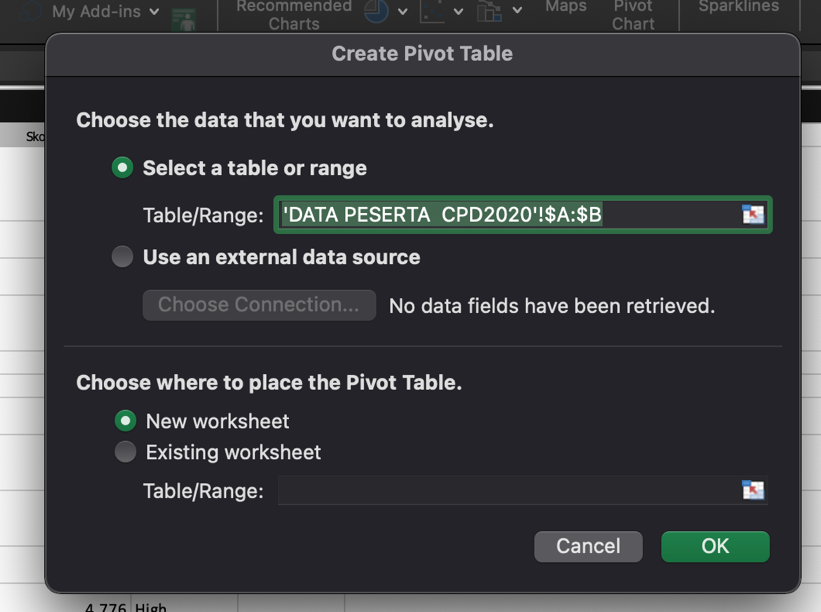 My Add-ins
Recommended
Charts
Maps
Pivot
Chart
Sparklines
Create Pivot Table
Sko
Choose the data that you want to analyse.
Select a table or range
Table/Range: 'DATA PESERTA  CPD2020'!$A:$B
Use an external data source
Choose Connection... No data fields have been retrieved.
Choose where to place the Pivot Table.
New worksheet
Existing worksheet
Table/Range:
Cancel OK
4.776 High